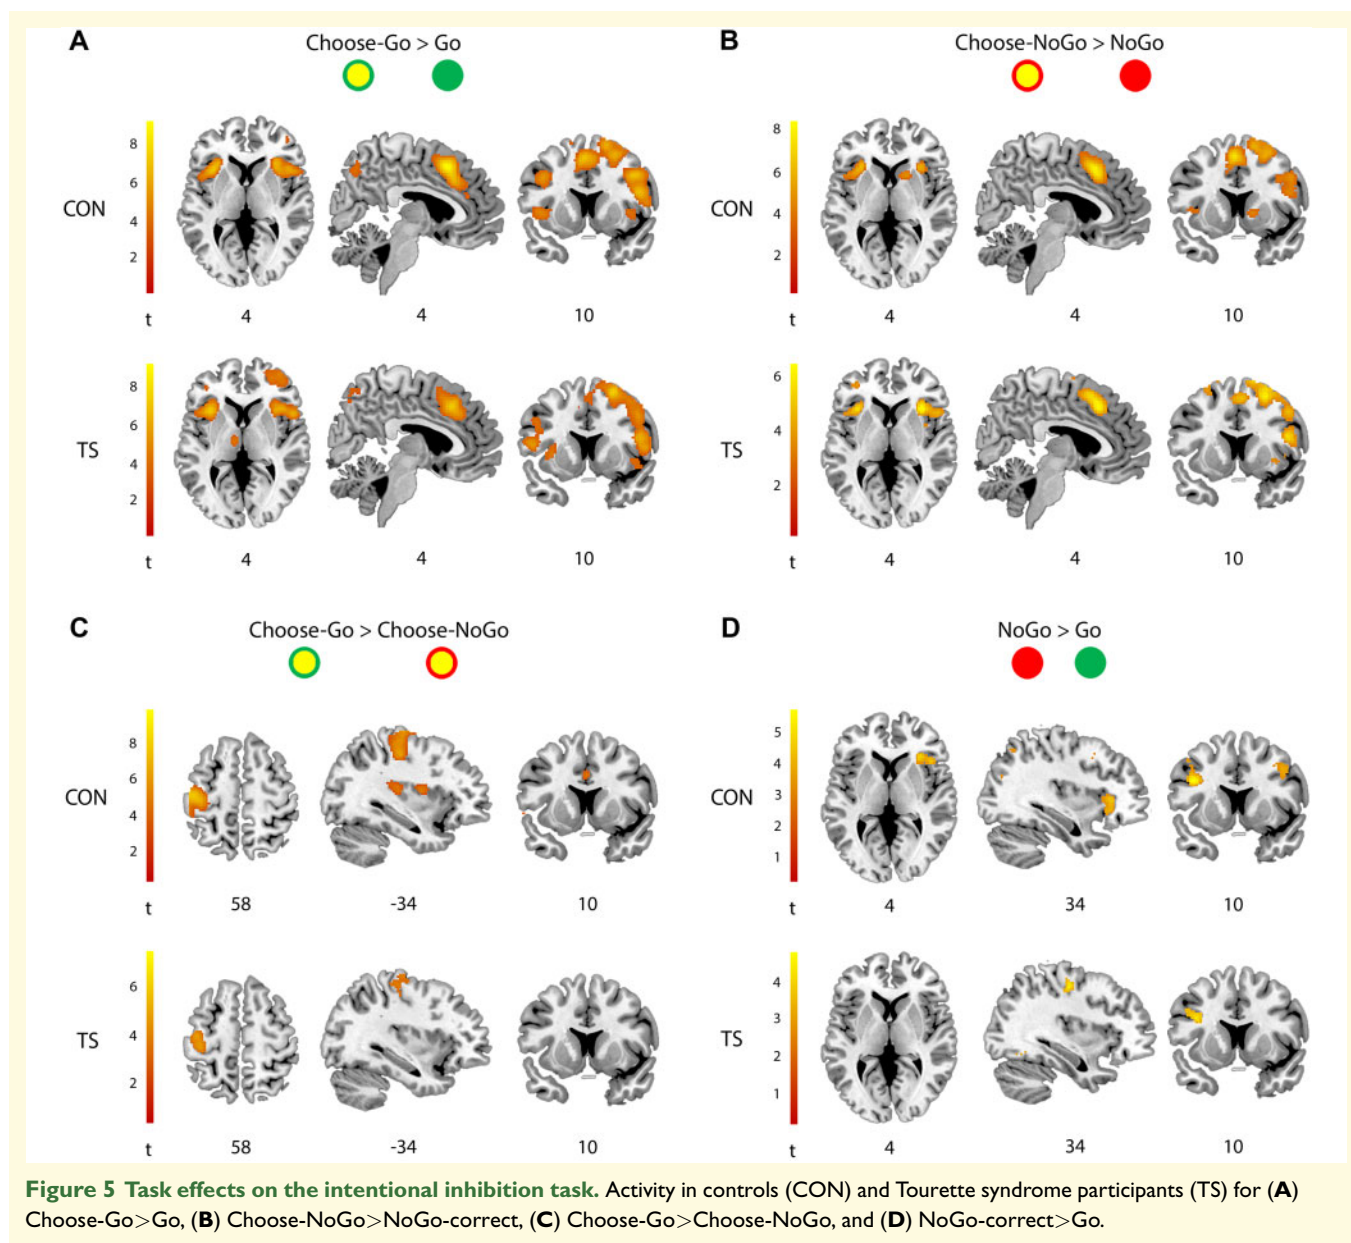 A
Choose-Go > Go
CON
8
6
4
2
t
4
4
10
TS
8
6
4
2
t
4
4
10
B
Choose-NoGo > NoGo
CON
8
6
4
2
t
4
4
10
TS
6
4
2
t
4
4
10
C
Choose-Go > Choose-NoGo
CON
8
6
4
2
t
58
-34
10
TS
6
4
2
t
58
-34
10
D
NoGo > Go
CON
5
4
3
2
1
t
4
34
10
TS
4
3
2
1
t
4
34
10
Figure 5 Task effects on the intentional inhibition task. Activity in controls (CON) and Tourette syndrome participants (TS) for (A)
Choose-Go>Go, (B) Choose-NoGo>NoGo-correct, (C) Choose-Go>Choose-NoGo, and (D) NoGo-correct>Go.